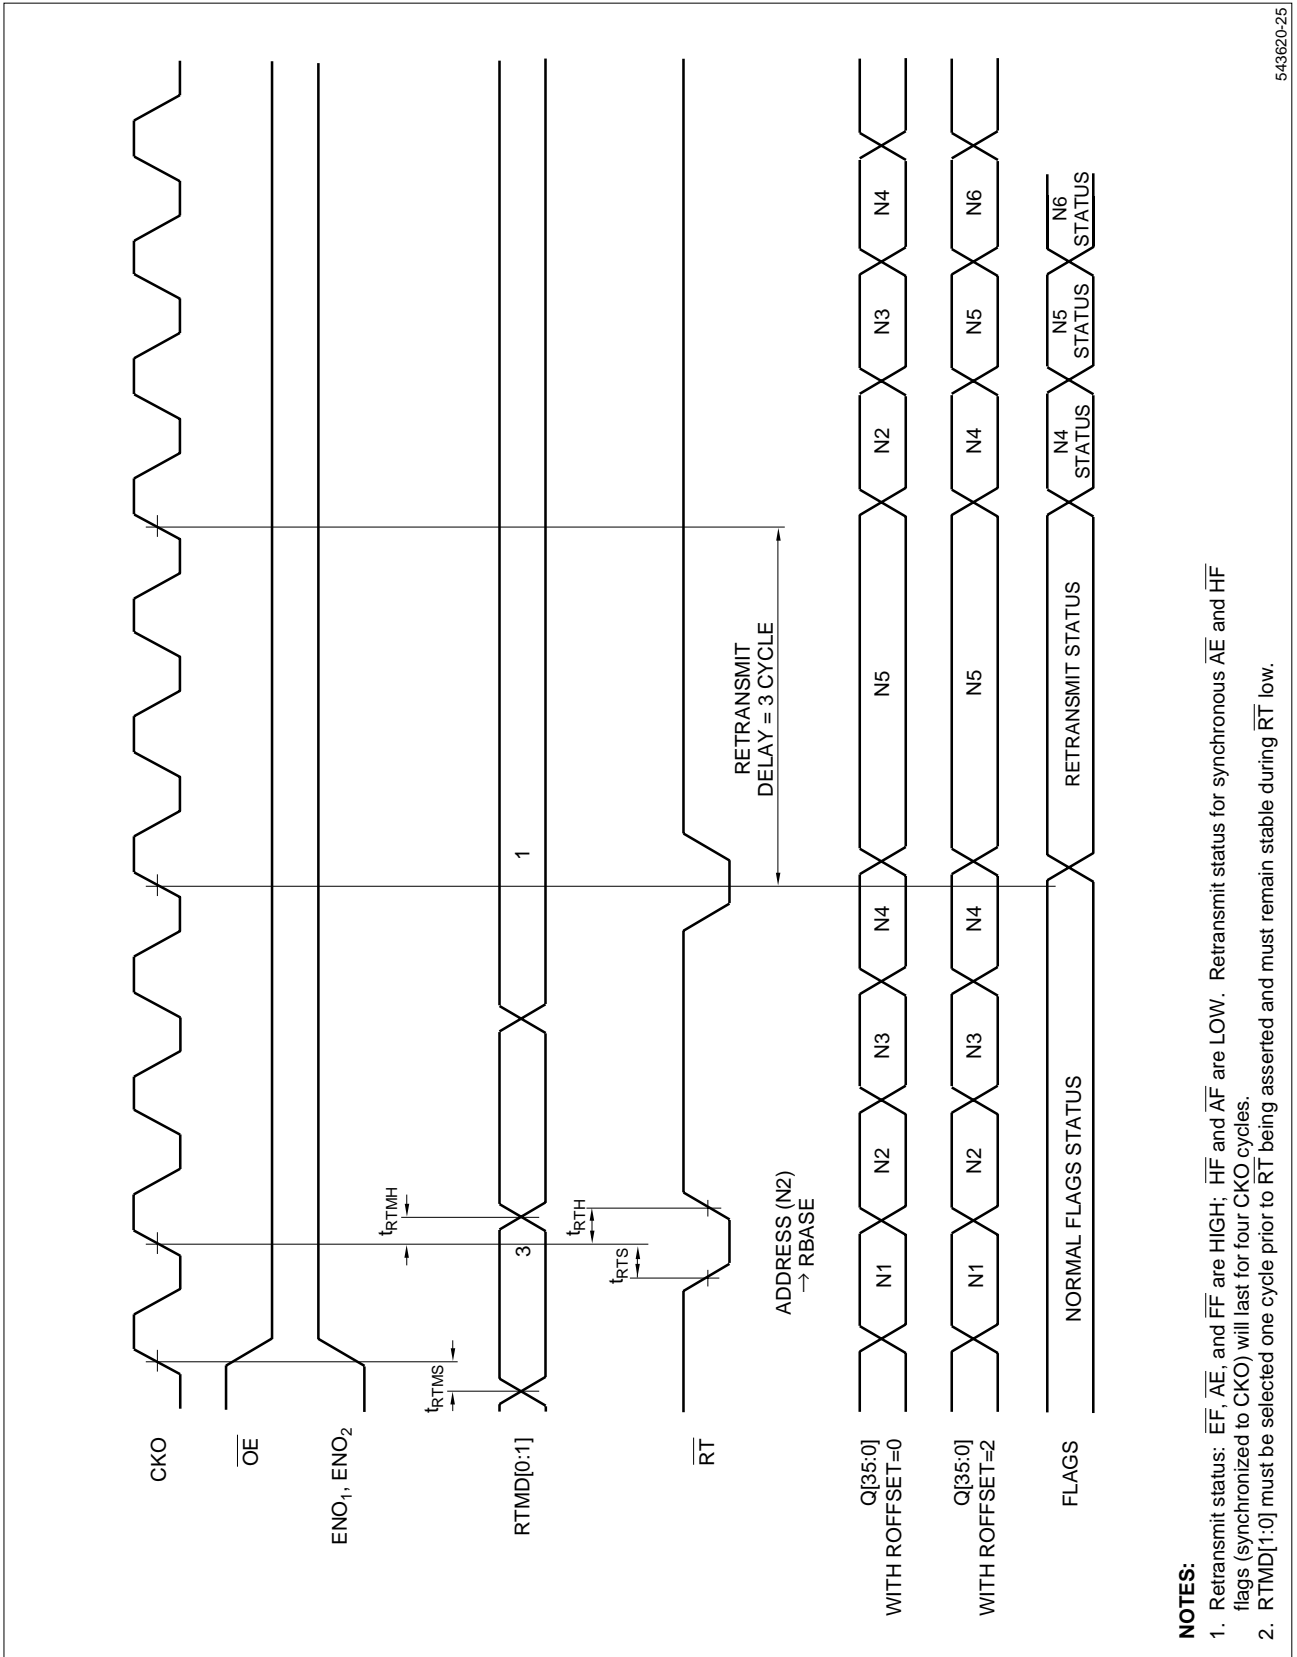 CKO
OE
ENO1, ENO2
tRTMS
tRTMH
RTMD[0:1]
3
1
tRTS
tRTH
RT
RETRANSMIT
DELAY = 3 CYCLE
ADDRESS (N2)
→ RBASE
Q[35:0]
WITH ROFFSET=0
N1
N2
N3
N4
N5
N2
N3
N4
Q[35:0]
WITH ROFFSET=2
N1
N2
N3
N4
N5
N4
N5
N6
FLAGS
NORMAL FLAGS STATUS
RETRANSMIT STATUS
N4
STATUS
N5
STATUS
N6
STATUS
NOTES:
1. Retransmit status: EF, AE, and FF are HIGH; HF and AF are LOW. Retransmit status for synchronous AE and HF
flags (synchronized to CKO) will last for four CKO cycles.
2. RTMD[1:0] must be selected one cycle prior to RT being asserted and must remain stable during RT low.
543620-25